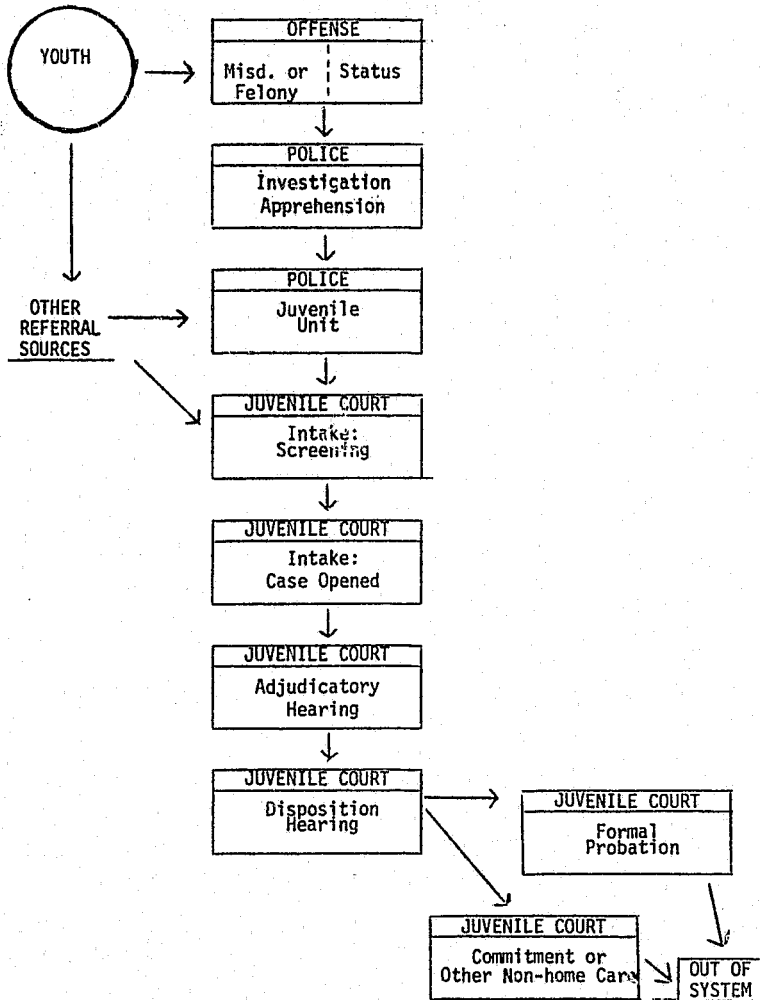 YOUTH
OFFENSE
Misd. or Status
Felony
POLICE
Investigation
Apprehension
POLICE
Juvenile
Unit
OTHER
REFERRAL
SOURCES
JUVENILE COURT
Intake:
Screening
JUVENILE COURT
Intake:
Case Opened
JUVENILE COURT
Adjudicatory
Hearing
JUVENILE COURT
Disposition
Hearing
JUVENILE COURT
Formal
Probation
JUVENILE COURT
Commitment or
Other Non-home Care
OUT OF
SYSTEM